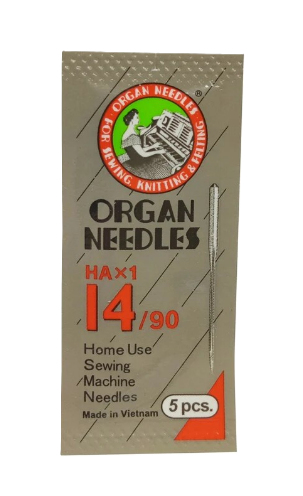 ORGAN NEEDLES
FOR SEWING, KNITTING & FELTING
®
ORGAN
NEEDLES
HA×1
14/90
Home Use
Sewing
Machine
Needles
Made in Vietnam
5 pcs.